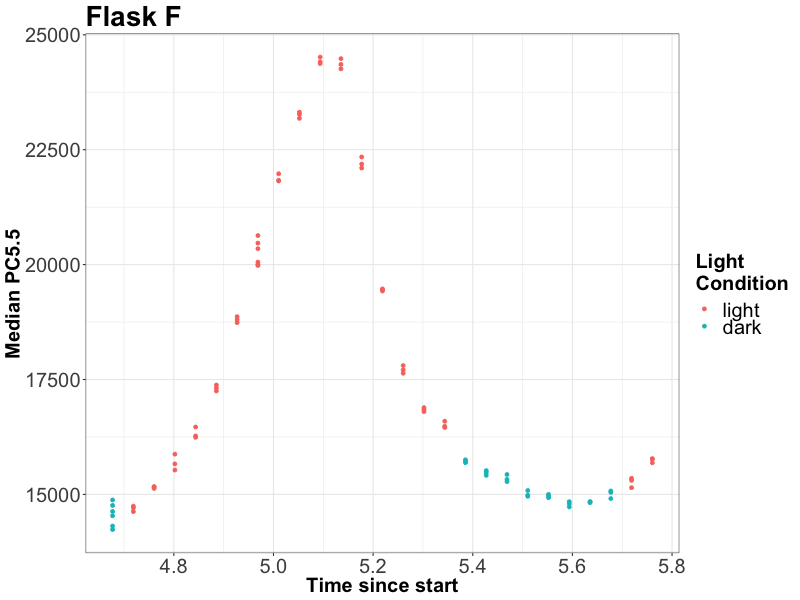 Flask F
25000
22500
20000
17500
15000
Median PC5.5
4.8 5.0 5.2 5.4 5.6 5.8
Time since start
Light
Condition
light
dark